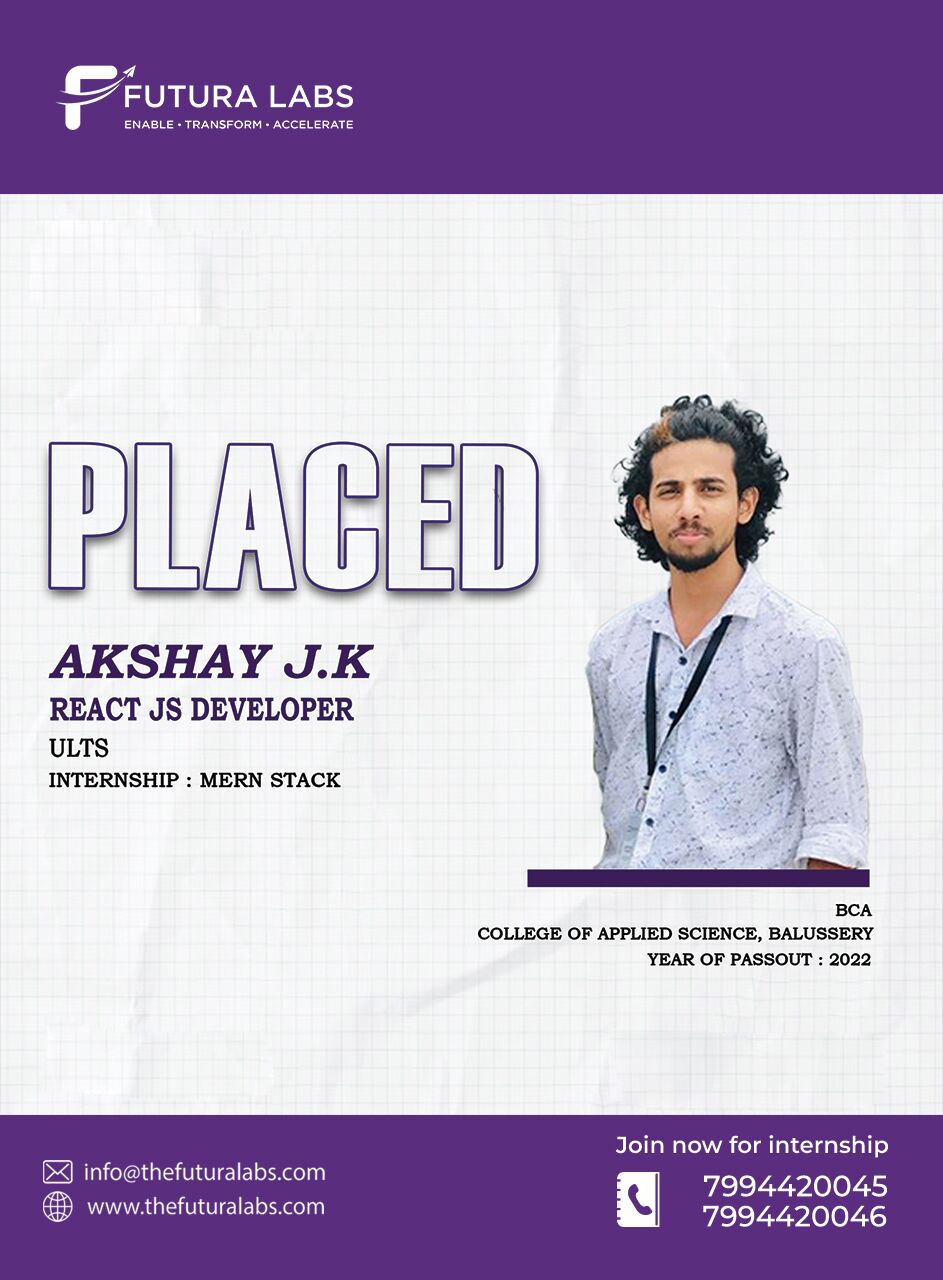 FUTURA LABS
ENABLE • TRANSFORM • ACCELERATE
PLACED
AKSHAY J.K
REACT JS DEVELOPER
ULTS
INTERNSHIP : MERN STACK
BCA
COLLEGE OF APPLIED SCIENCE, BALUSSERY
YEAR OF PASSOUT : 2022
info@thefuturalabs.com
www.thefuturalabs.com
Join now for internship
7994420045
7994420046